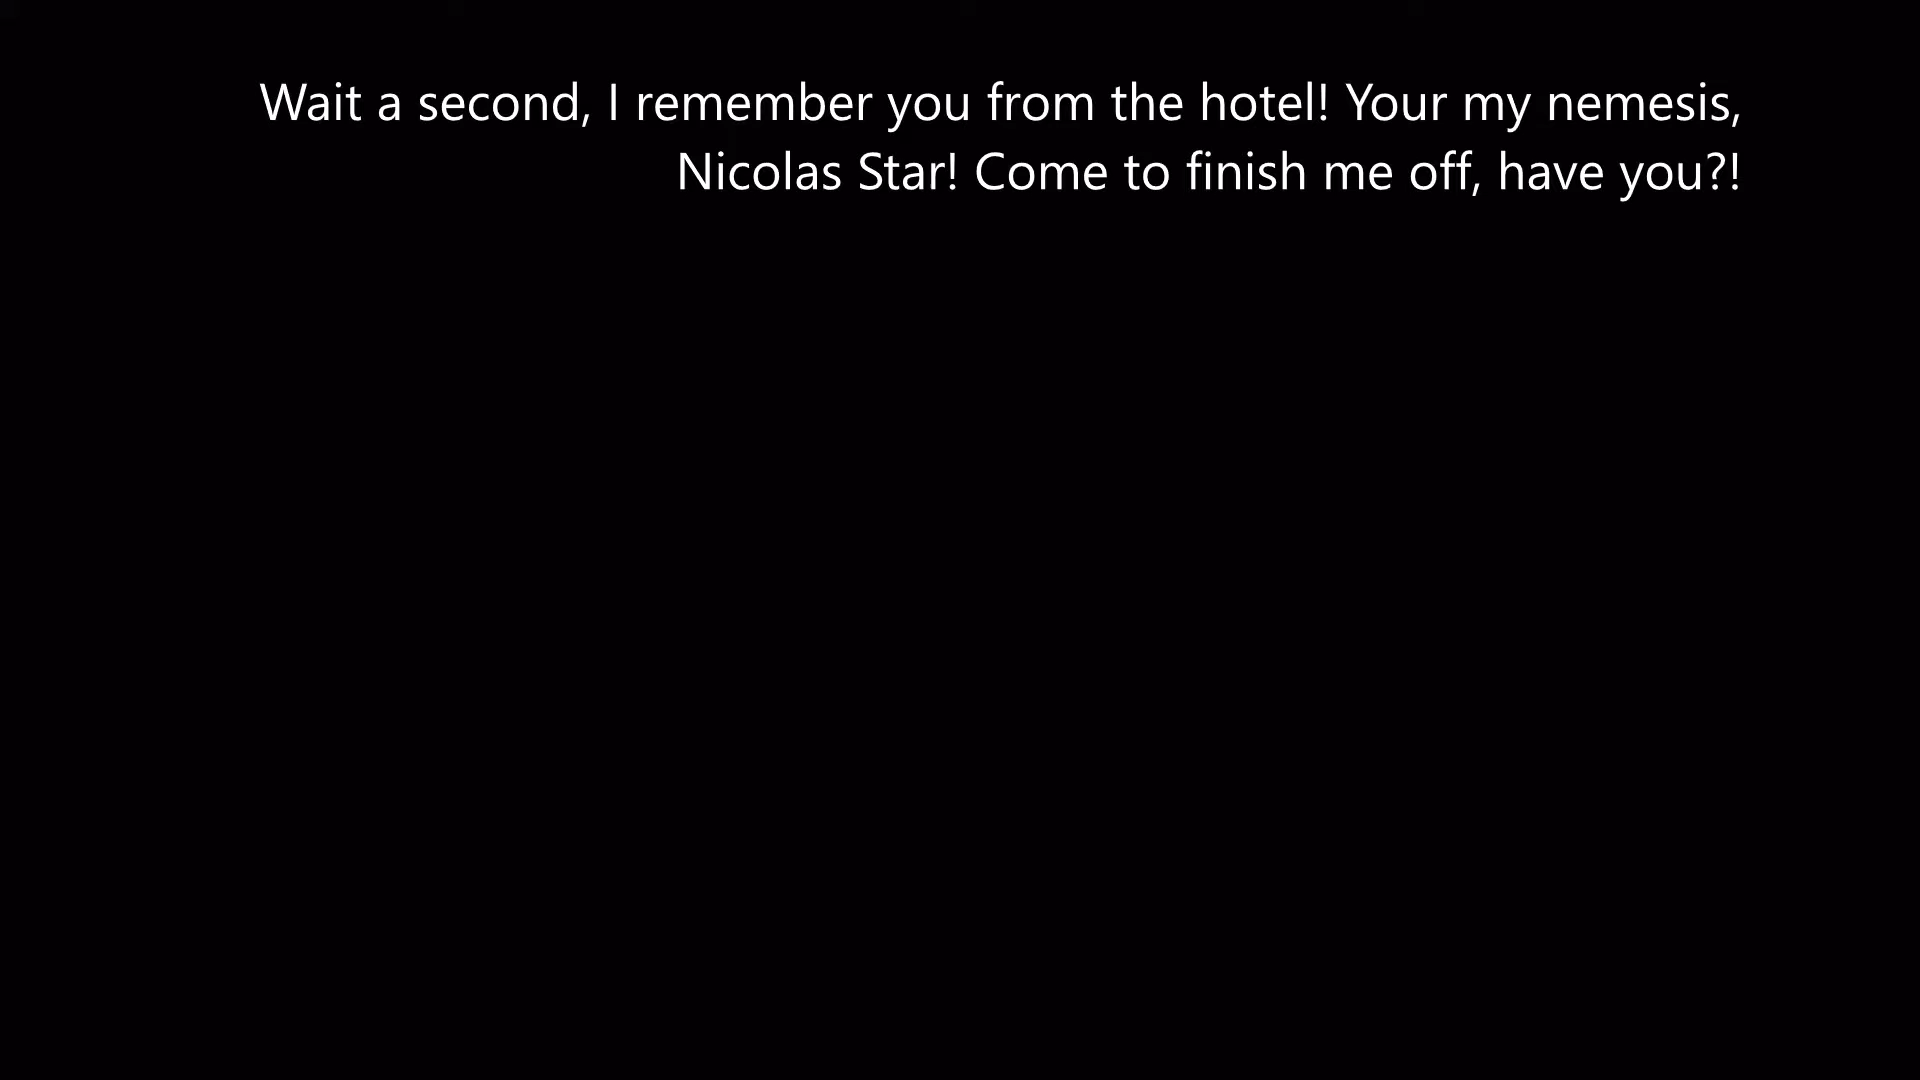 Wait a second, I remember you from the hotel! Your my nemesis,
Nicolas Star! Come to finish me off, have you?!